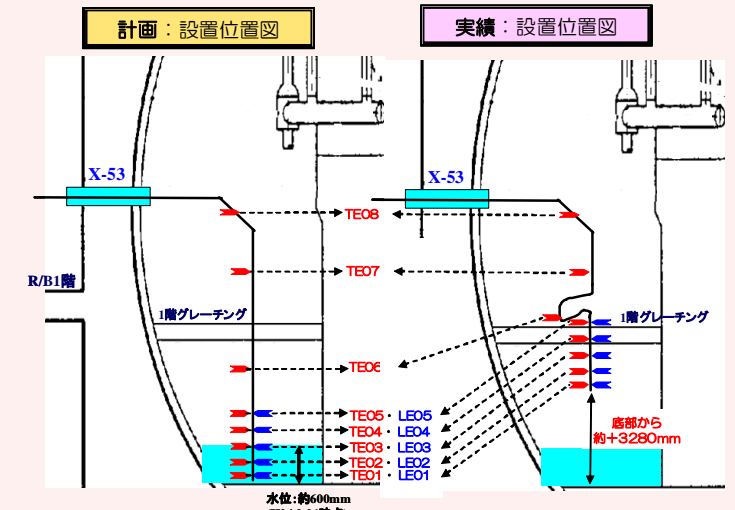 計画：設置位置図
実績：設置位置図
X-53
X-53
TE08
TE07
R/B1階
1階グレーチング
1階グレーチング
TE06
TE05・LE05
TE04・LE04
TE03・LE03
TE02・LE02
TE01・LE01
底部から
約+3280mm
水位：約600mm